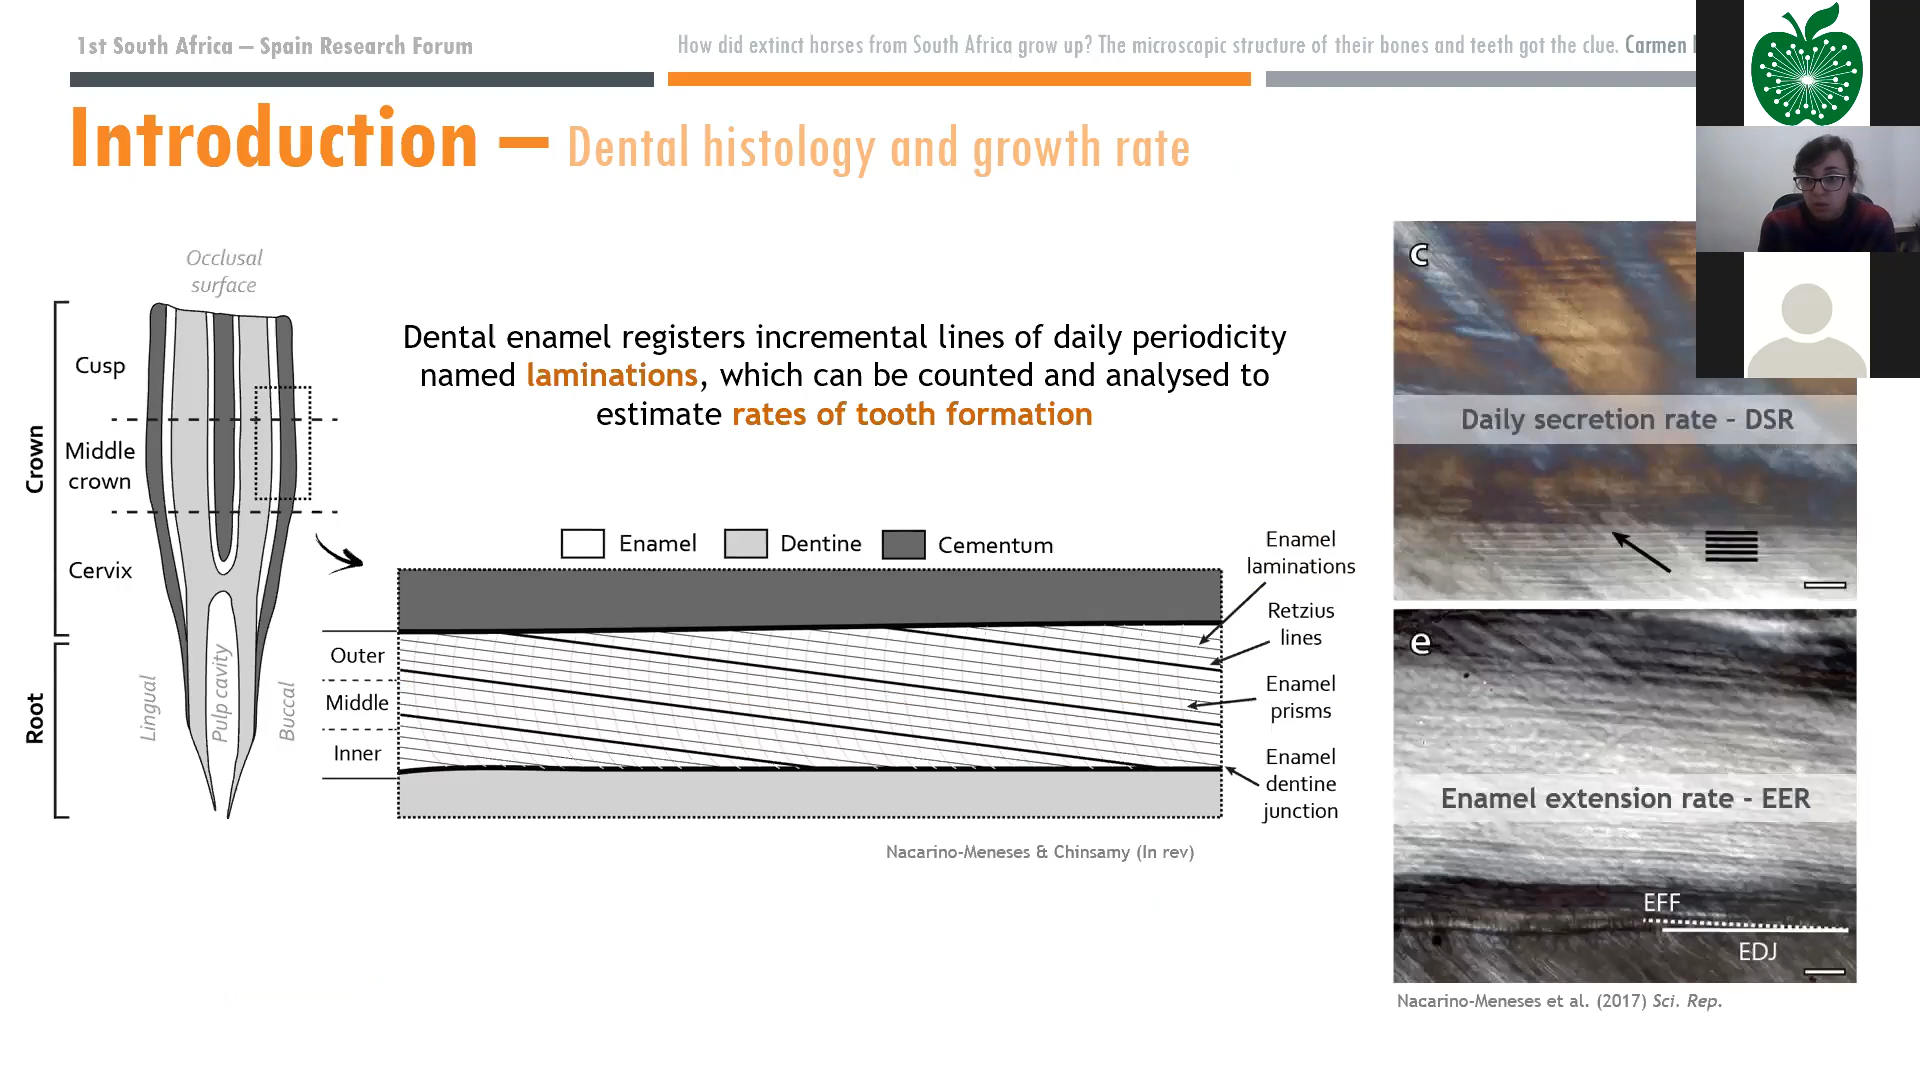 1st South Africa – Spain Research Forum
How did extinct horses from South Africa grow up? The microscopic structure of their bones and teeth got the clue. Carmen
Introduction – Dental histology and growth rate
Occlusal
surface
Cusp
Middle
crown
Cervix
Crown
Root
Lingual
Pulp cavity
Buccal
Dental enamel registers incremental lines of daily periodicity
named laminations, which can be counted and analysed to
estimate rates of tooth formation
Enamel
Dentine
Cementum
Outer
Middle
Inner
Enamel
laminations
Retzius
lines
Enamel
prisms
Enamel
dentine
junction
Nacarino-Meneses & Chinsamy (In rev)
c
Daily secretion rate - DSR
e
Enamel extension rate - EER
EFF
EDJ
Nacarino-Meneses et al. (2017) Sci. Rep.